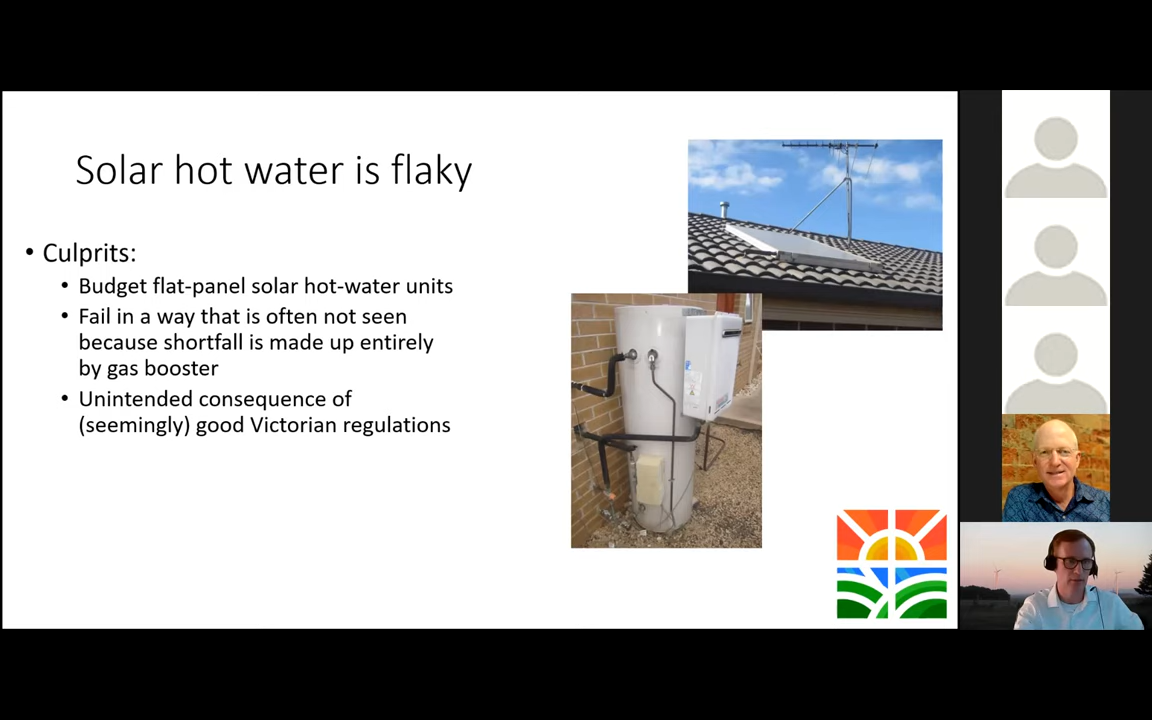 Solar hot water is flaky
• Culprits:
• Budget flat-panel solar hot-water units
• Fail in a way that is often not seen
because shortfall is made up entirely
by gas booster
• Unintended consequence of
(seemingly) good Victorian regulations